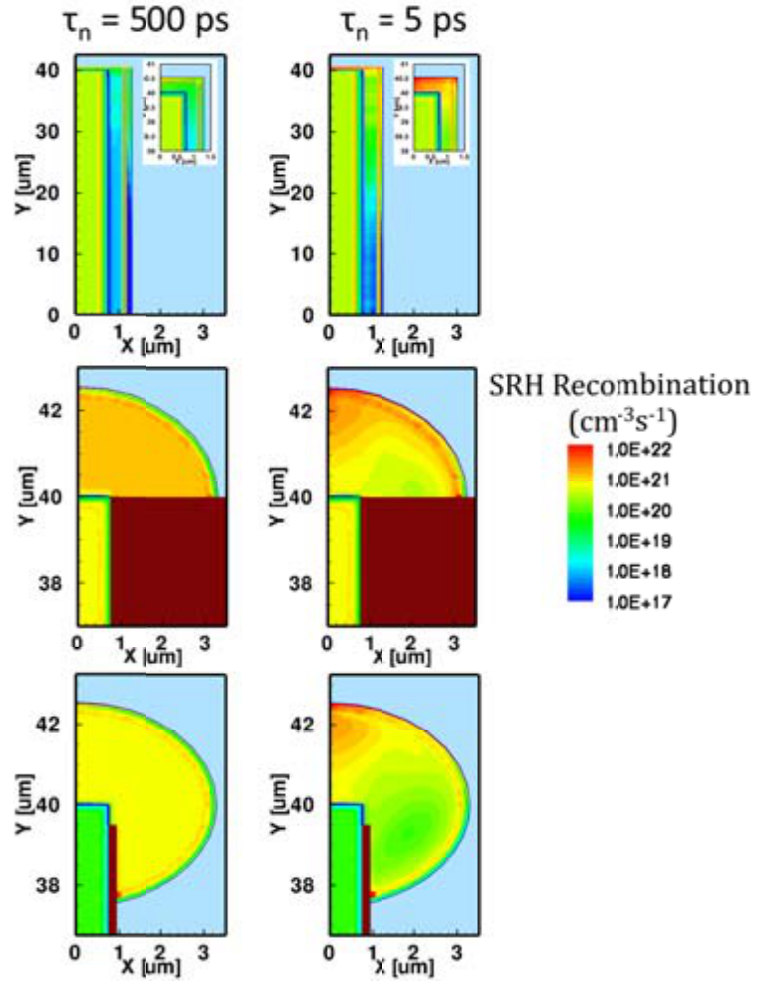 τn = 500 ps τn = 5 ps
40
30
20
10
0
Y [um]
0 1 2 3
X [um]
40
30
20
10
0
Y [um]
0 1 2 3
X [um]
42
40
38
Y [um]
0 1 2 3
X [um]
42
40
38
Y [um]
0 1 2 3
X [um]
SRH Recombination
(cm-3s-1)
1.0E+22
1.0E+21
1.0E+20
1.0E+19
1.0E+18
1.0E+17
42
40
38
Y [um]
0 1 2 3
X [um]
42
40
38
Y [um]
0 1 2 3
X [um]